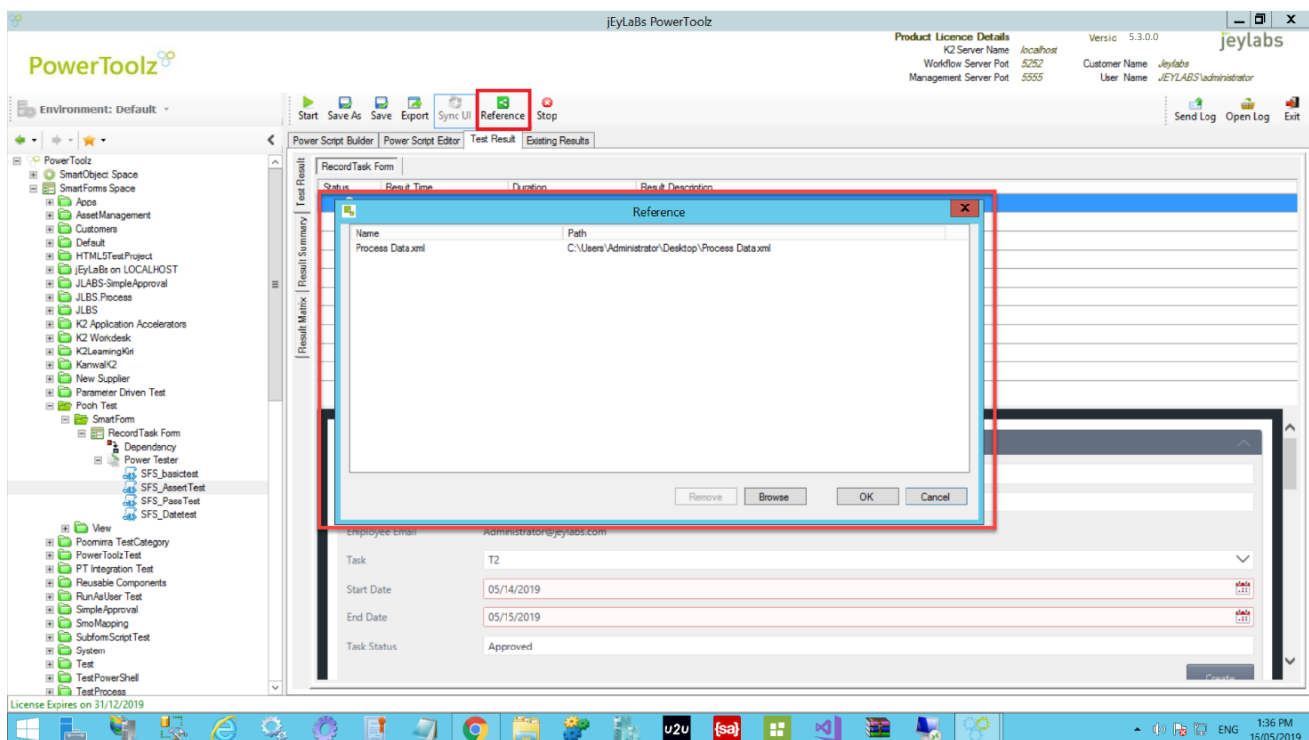 jEyLaBs PowerToolz
PowerToolz
Product Licence Details
K2 Server Name localhost
Workflow Server Port 5252
Management Server Port 5555
Versic 5.3.0.0
Customer Name Jeylabs
User Name JEYLABS\administrator
jeylabs
Environment: Default
Start Save As Save Export Sync UI Reference Stop
Send Log Open Log Exit
Power Script Builder Power Script Editor Test Result Existing Results
PowerToolz
SmartObject Space
SmartForms Space
Apps
AssetManagement
Customers
Default
HTML5TestProject
jEyLaBs on LOCALHOST
JLABS-SimpleApproval
JLBS.Process
JLBS
K2 Application Accelerators
K2 Workdesk
K2LearningKiri
KanwalK2
New Supplier
Parameter Driven Test
Pooh Test
SmartForm
RecordTask Form
Dependency
Power Tester
SFS_basictest
SFS_AssertTest
SFS_PassTest
SFS_Datetest
View
Poornima TestCategory
PowerToolzTest
PT Integration Test
Reusable Components
RunAsUser Test
SimpleApproval
SmoMapping
SubformScriptTest
System
Test
TestPowerShell
TestProcess
Test Result
Result Summary
Result Matrix
RecordTask Form
Status Result Time Duration Result Description
Reference
Name Path
Process Data.xml C:\Users\Administrator\Desktop\Process Data.xml
Remove Browse OK Cancel
Employee Email Administrator@jeylabs.com
Task T2
Start Date 05/14/2019
End Date 05/15/2019
Task Status Approved
Create
License Expires on 31/12/2019
u2u
{sa}
ENG
1:36 PM
16/05/2019